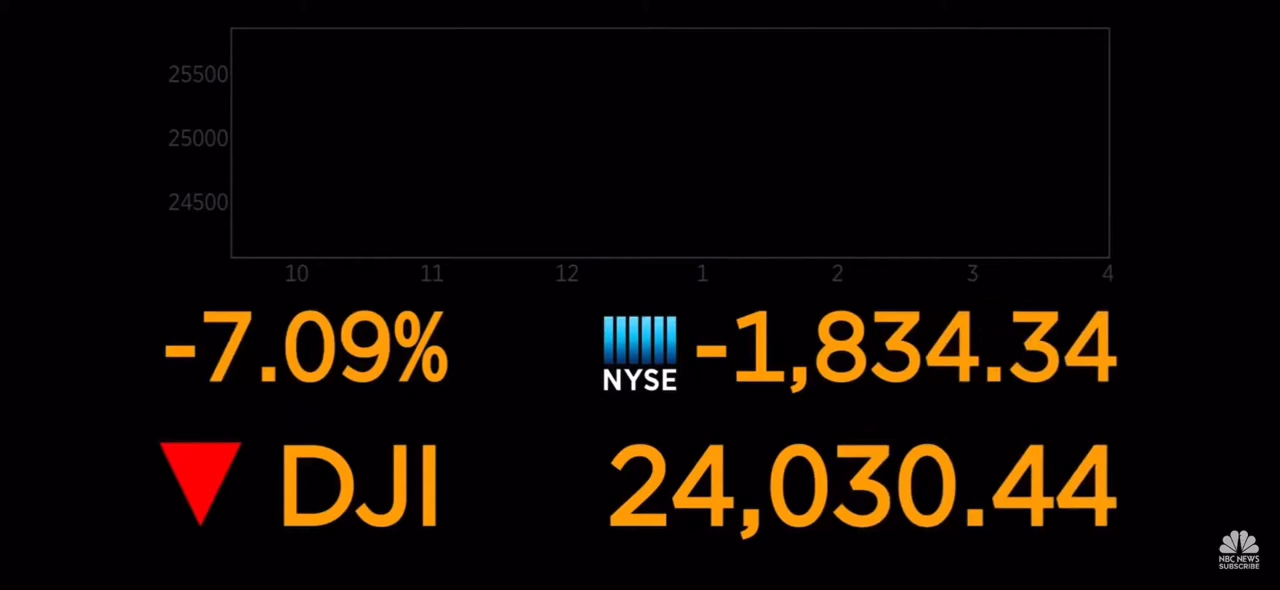 25500
25000
24500
10 11 12 1 2 3 4
-7.09% NYSE -1,834.34
DJI 24,030.44
NBC NEWS
SUBSCRIBE